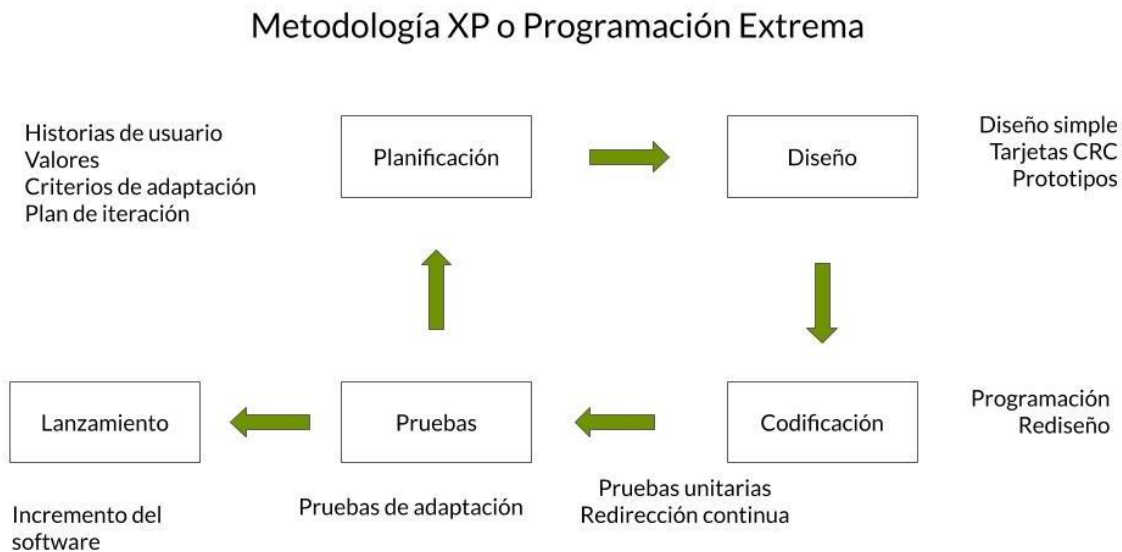 Metodología XP o Programación Extrema
Historias de usuario
Valores
Criterios de adaptación
Plan de iteración
Planificación
Diseño
Diseño simple
Tarjetas CRC
Prototipos
Lanzamiento
Pruebas
Codificación
Programación
Rediseño
Incremento del
software
Pruebas de adaptación
Pruebas unitarias
Redirección continua